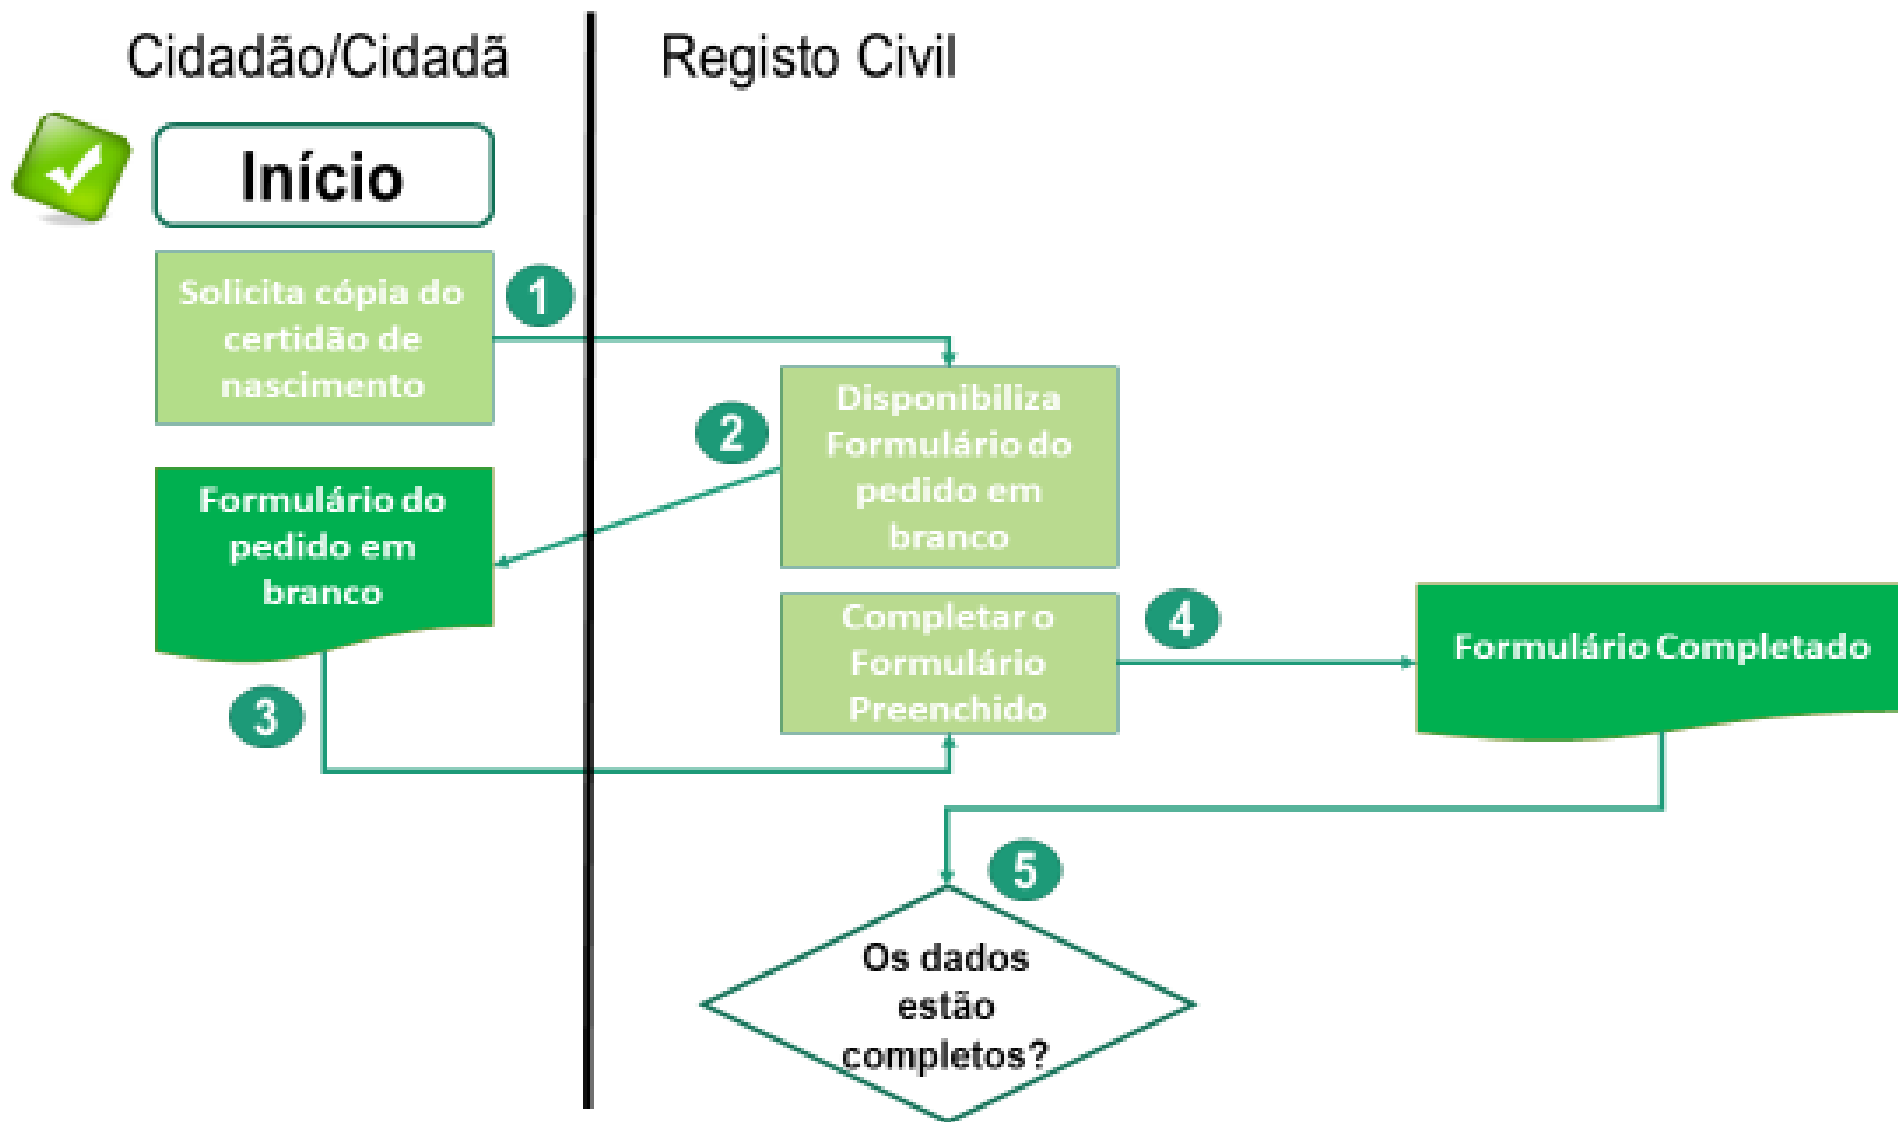 Cidadão/Cidadã
Registo Civil
Início
Solicita cópia do
certidão de
nascimento
1
Disponibiliza
Formulário do
pedido em
branco
2
Formulário do
pedido em
branco
3
Completar o
Formulário
Preenchido
4
Formulário Completado
5
Os dados
estão
completos?